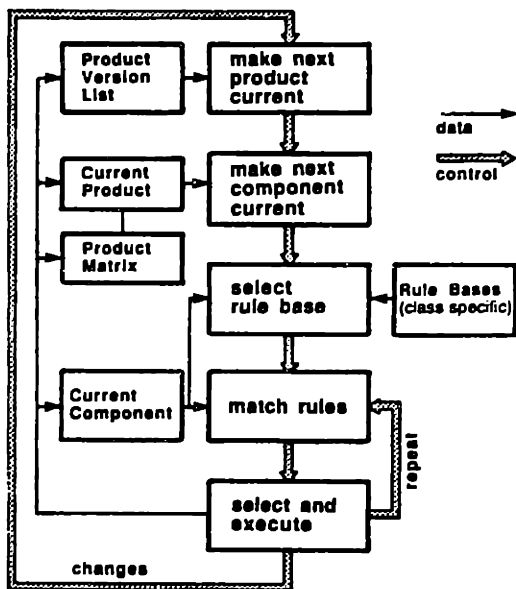 Product
Version
List
make next
product
current
data
control
Current
Product
make next
component
current
Product
Matrix
select
rule base
Rule Bases
(class specific)
Current
Component
match rules
repeat
select and
execute
changes